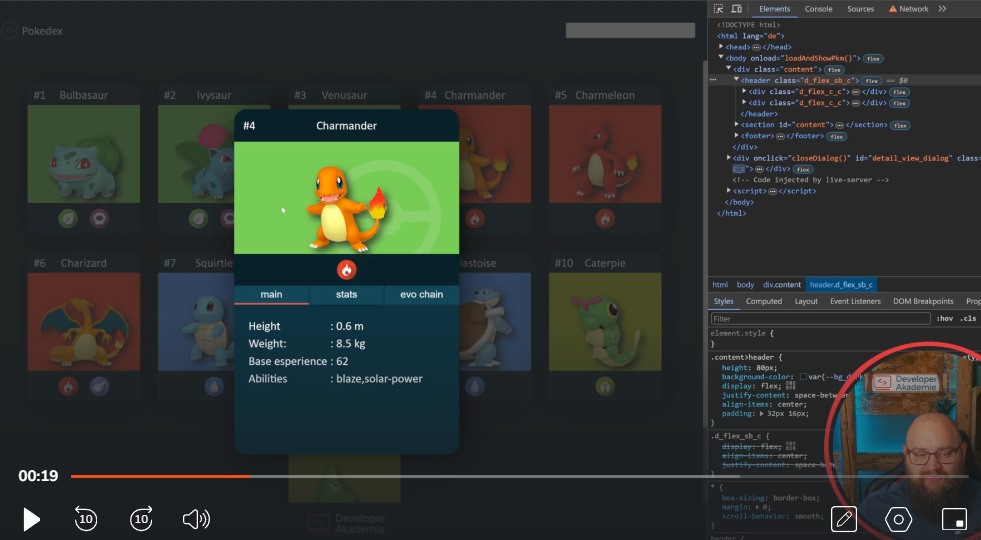 Pokedex
#1 Bulbasaur
#2 Ivysaur
#3 Venusaur
#4 Charmander
#5 Charmeleon
#4 Charmander
main stats evo chain
Height : 0.6 m
Weight: : 8.5 kg
Base esperience : 62
Abilities : blaze,solar-power
#6 Charizard
#7 Squirtle
lastoise
#10 Caterpie
Developer
Akademie
00:19
10
10
Elements Console Sources Network
<!DOCTYPE html>
<html lang="de">
<head> </head>
<body onload="loadAndShowPkm()"> flex
<div class="content"> flex
<header class="d_flex_sb_c"> flex == $0
<div class="d_flex_c_c"> </div> flex
<div class="d_flex_c_c"> </div> flex
</header>
<section id="content"> </section> flex
<footer> </footer> flex
</div>
<div onclick="closeDialog()" id="detail_view_dialog" class=
"> </div> flex
<!-- Code injected by live-server -->
<script> </script>
</body>
</html>
html body div.content header.d_flex_sb_c
Styles Computed Layout Event Listeners DOM Breakpoints Prop
Filter :hov .cls
element.style {
}
.content>header {
height: 80px;
background-color: var(--bg_d
display: flex;
justify-content: space-between
align-items: center;
padding: 32px 16px;
}
.d_flex_sb_c {
display: flex;
align-items: center;
justify-content: space-b
}
* {
box-sizing: border-box;
margin: 0;
scroll-behavior: smooth;
}
header {
Developer
Akademie